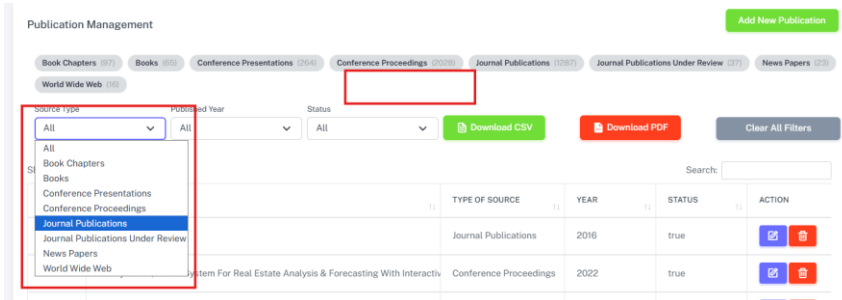 Publication Management
Add New Publication
Book Chapters (97) Books (65) Conference Presentations (264) Conference Proceedings (2028) Journal Publications (1287) Journal Publications Under Review (37) News Papers (23)
World Wide Web (16)
Source Type Published Year Status
All All All Download CSV Download PDF Clear All Filters
All
Book Chapters
Books
Conference Presentations
Conference Proceedings
Journal Publications
Journal Publications Under Review
News Papers
World Wide Web
Search:
TYPE OF SOURCE YEAR STATUS ACTION
Journal Publications 2016 true
For Real Estate Analysis & Forecasting With Interactiv Conference Proceedings 2022 true